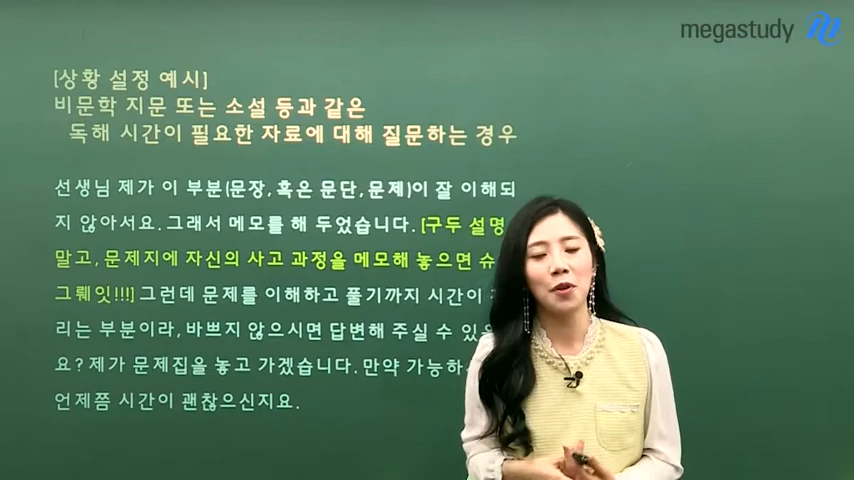 megastudy
[상황 설정 예시]
비문학 지문 또는 소설 등과 같은
독해 시간이 필요한 자료에 대해 질문하는 경우
선생님 제가 이 부분(문장, 혹은 문단, 문제)이 잘 이해되
지 않아서요. 그래서 메모를 해 두었습니다. [구두 설명
말고, 문제지에 자신의 사고 과정을 메모해 놓으면 슈
그뤠잇!!!] 그런데 문제를 이해하고 풀기까지 시간이
리는 부분이라, 바쁘지 않으시면 답변해 주실 수
요? 제가 문제집을 놓고 가겠습니다. 만약
언제쯤 시간이 괜찮으신지요.